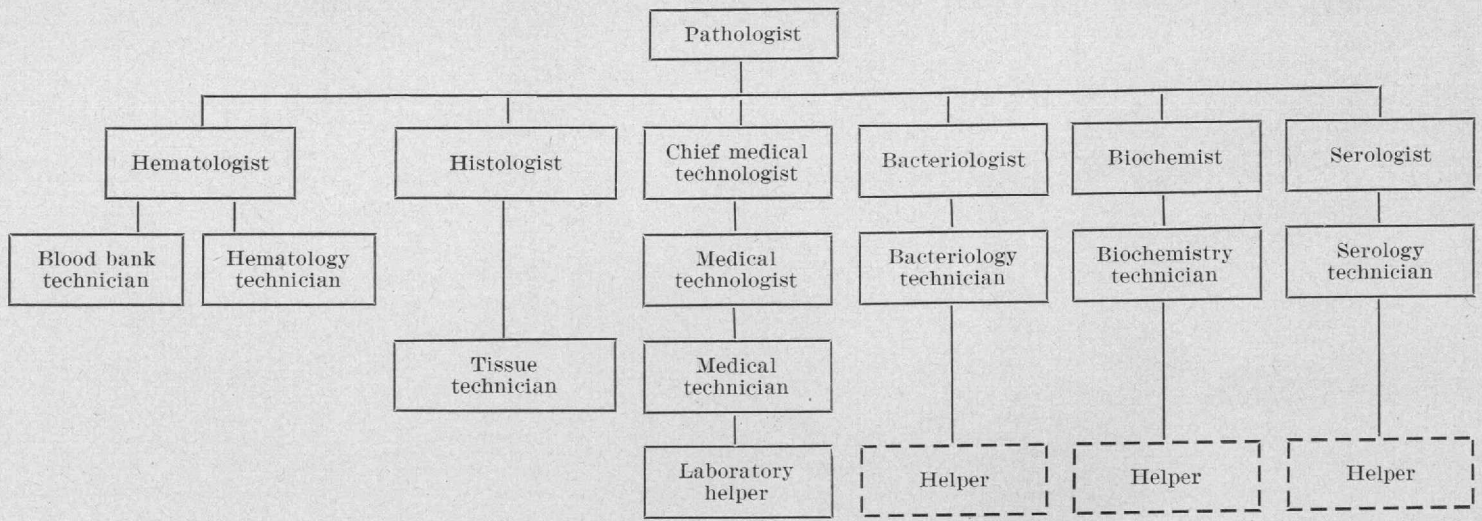 Pathologist
Hematologist
Histologist
Chief medical
technologist
Bacteriologist
Biochemist
Serologist
Blood bank
technician
Hematology
technician
Medical
technologist
Bacteriology
technician
Biochemistry
technician
Serology
technician
Tissue
technician
Medical
technician
Laboratory
helper
Helper
Helper
Helper